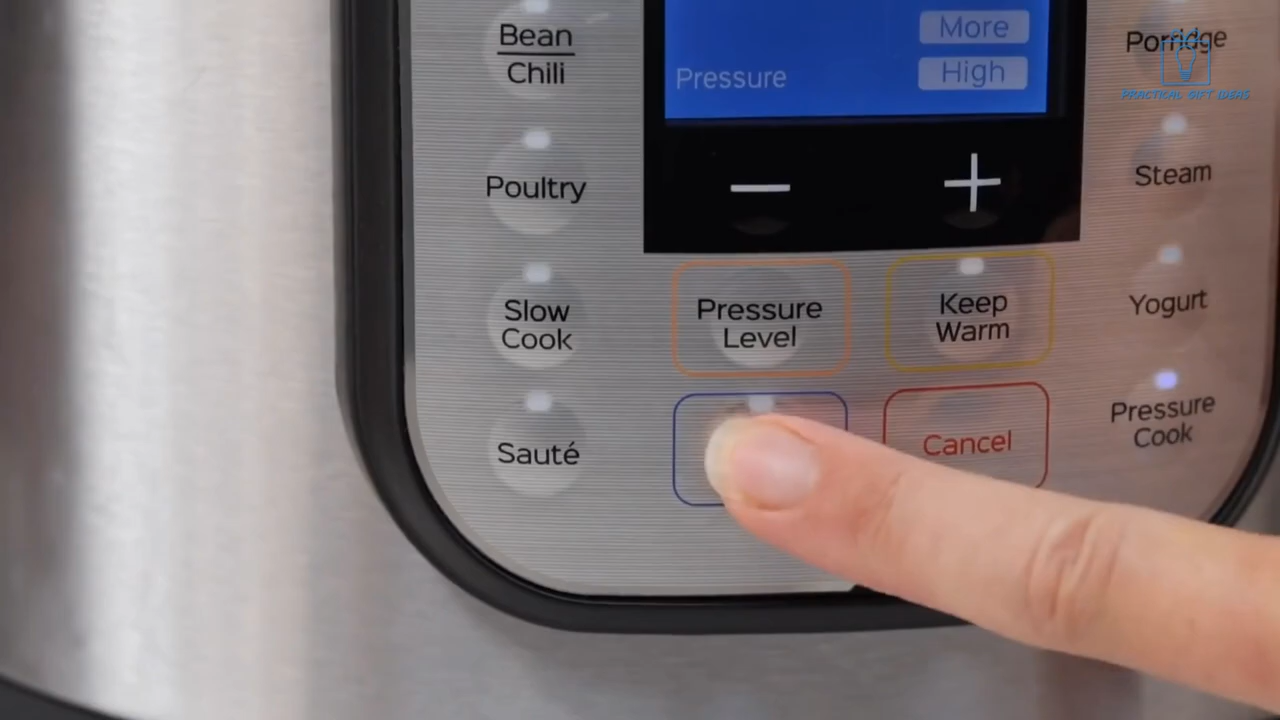 Bean
Chili
More
Pressure
High
Porridge
PRACTICAL GIFT IDEAS
Poultry
Steam
Slow
Cook
Pressure
Level
Keep
Warm
Yogurt
Sauté
Cancel
Pressure
Cook